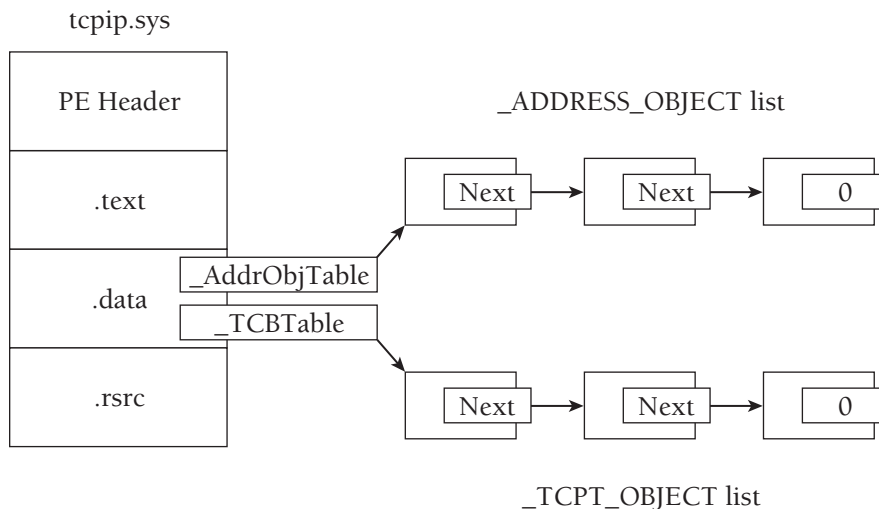 tcpip.sys
PE Header
.text
.data
.rsrc
_AddrObjTable
_TCBTable
_ADDRESS_OBJECT list
Next
Next
0
Next
Next
0
_TCPT_OBJECT list